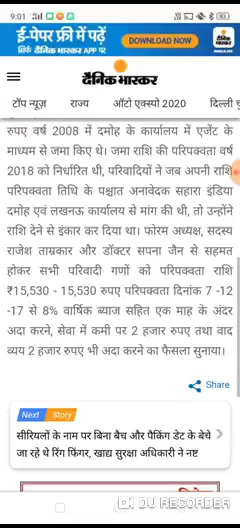 9:01
ई-पेपर फ्री में पढ़ें
सिर्फ दैनिक भास्कर APP पर
DOWNLOAD NOW
दैनिक भास्कर
टॉप न्यूज़ राज्य ऑटो एक्स्पो 2020 दिल्ली
रुपए वर्ष 2008 में दमोह के कार्यालय में एजेंट के
माध्यम से जमा किए थे। जमा राशि की परिपक्वता वर्ष
2018 को निर्धारित थी, परिवादियों ने जब अपनी राशि
परिपक्वता तिथि के पश्चात अनावेदक सहारा इंडिया
दमोह एवं लखनऊ कार्यालय से मांग की थी, तो उन्होंने
राशि देने से इंकार कर दिया था। फोरम अध्यक्ष, सदस्य
राजेश ताम्रकार और डॉक्टर सपना जैन से सहमत
होकर सभी परिवादी गणों को परिपक्वता राशि
₹15,530 - 15,530 रुपए परिपक्वता दिनांक 7 -12
-17 से 8% वार्षिक ब्याज सहित एक माह के अंदर
अदा करने, सेवा में कमी पर 2 हजार रुपए तथा वाद
व्यय 2 हजार रुपए भी अदा करने का फैसला सुनाया।
Share
Next Story
सीरियलों के नाम पर बिना बैच और पैकिंग डेट के बेचे
जा रहे थे रिंग फिंगर, खाद्य सुरक्षा अधिकारी ने नष्ट
DU RECORDER